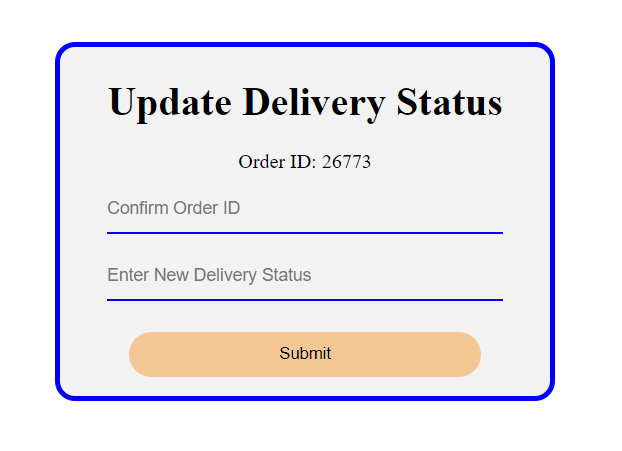 Update Delivery Status
Order ID: 26773
Confirm Order ID
Enter New Delivery Status
Submit